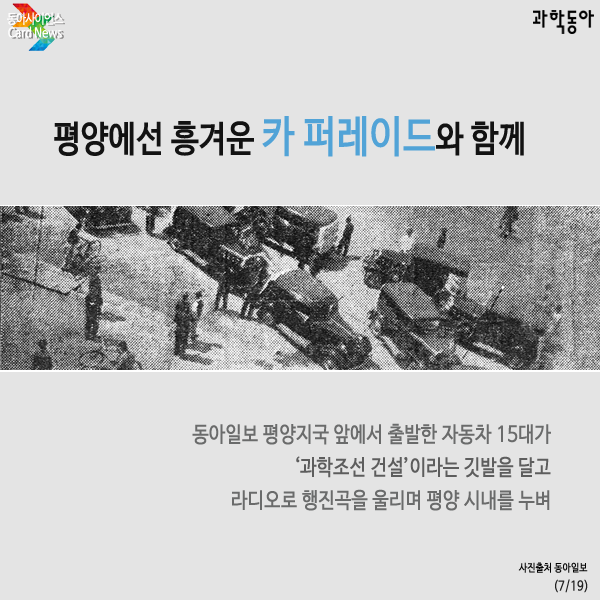 동아사이언스
Card News
과학동아
평양에선 흥겨운 카 퍼레이드와 함께
동아일보 평양지국 앞에서 출발한 자동차 15대가
‘과학조선 건설’이라는 깃발을 달고
라디오로 행진곡을 울리며 평양 시내를 누벼
사진출처 동아일보
(7/19)